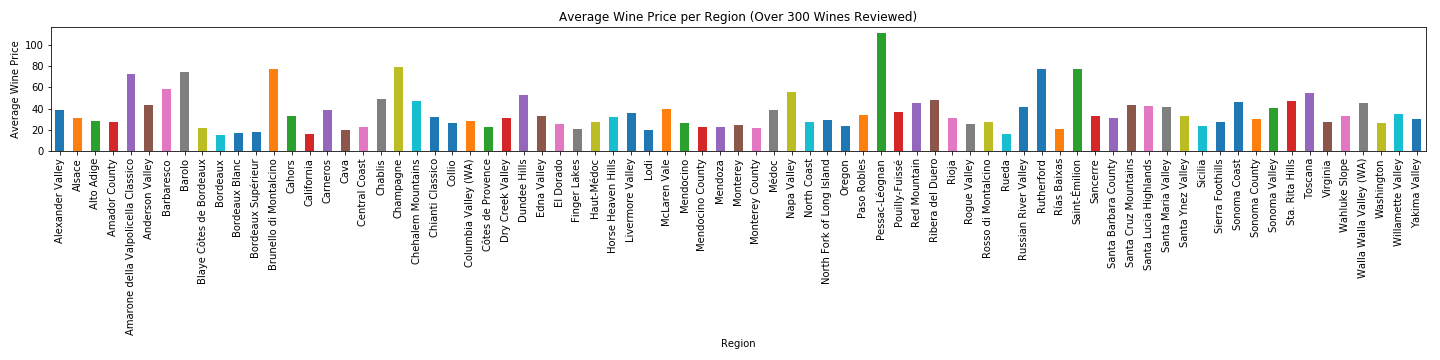 Average Wine Price per Region (Over 300 Wines Reviewed)
Average Wine Price
100
80
60
40
20
0
Alexander Valley
Alsace
Alto Adige
Amador County
Amarone della Valpolicella Classico
Anderson Valley
Barbaresco
Barolo
Blaye Côtes de Bordeaux
Bordeaux
Bordeaux Blanc
Bordeaux Supérieur
Brunello di Montalcino
Cahors
California
Carneros
Cava
Central Coast
Chablis
Champagne
Chehalem Mountains
Chianti Classico
Collio
Columbia Valley (WA)
Côtes de Provence
Dry Creek Valley
Dundee Hills
Edna Valley
El Dorado
Finger Lakes
Haut-Médoc
Horse Heaven Hills
Livermore Valley
Lodi
McLaren Vale
Mendocino
Mendocino County
Mendoza
Monterey
Monterey County
Médoc
Napa Valley
North Coast
North Fork of Long Island
Oregon
Paso Robles
Pessac-Léognan
Pouilly-Fuissé
Red Mountain
Ribera del Duero
Rioja
Rogue Valley
Rosso di Montalcino
Rueda
Russian River Valley
Rutherford
Rías Baixas
Saint-Émilion
Sancerre
Santa Barbara County
Santa Cruz Mountains
Santa Lucia Highlands
Santa Maria Valley
Santa Ynez Valley
Sicilia
Sierra Foothills
Sonoma Coast
Sonoma County
Sonoma Valley
Sta. Rita Hills
Toscana
Virginia
Wahluke Slope
Walla Walla Valley (WA)
Washington
Willamette Valley
Yakima Valley
Region